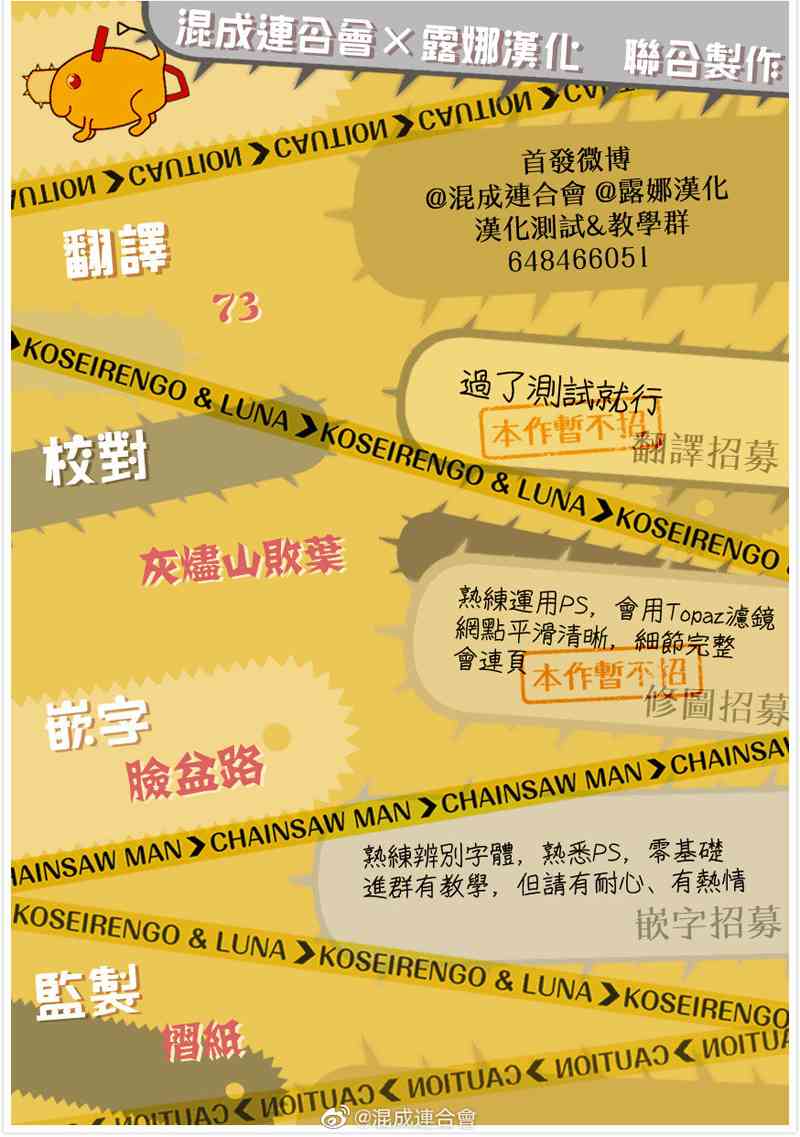 混成連合會×露娜漢化 聯合製作
CAUTION CAUTION CAUTION CAUTION
首發微博
@混成連合會 @露娜漢化
漢化測試&教學群
648466051
翻譯
73
KOSEIRENGO & LUNA KOSEIRENGO & LUNA KOSEIRENGO &
過了測試就行
本作暫不招
翻譯招募
校對
灰燼山敗葉
熟練運用PS，會用Topaz濾鏡
網點平滑清晰，細節完整
會連頁
本作暫不招
修圖招募
嵌字
臉盆路
HAINSAW MAN CHAINSAW MAN CHAINSAW MAN CHAINSAW
熟練辨別字體，熟悉PS，零基礎
進群有教學，但請有耐心、有熱情
嵌字招募
KOSEIRENGO & LUNA KOSEIRENGO & LUNA KOSEIRENGO
監製
摺紙
CAUTION CAUTION CAUTION CAUTION
@混成連合會